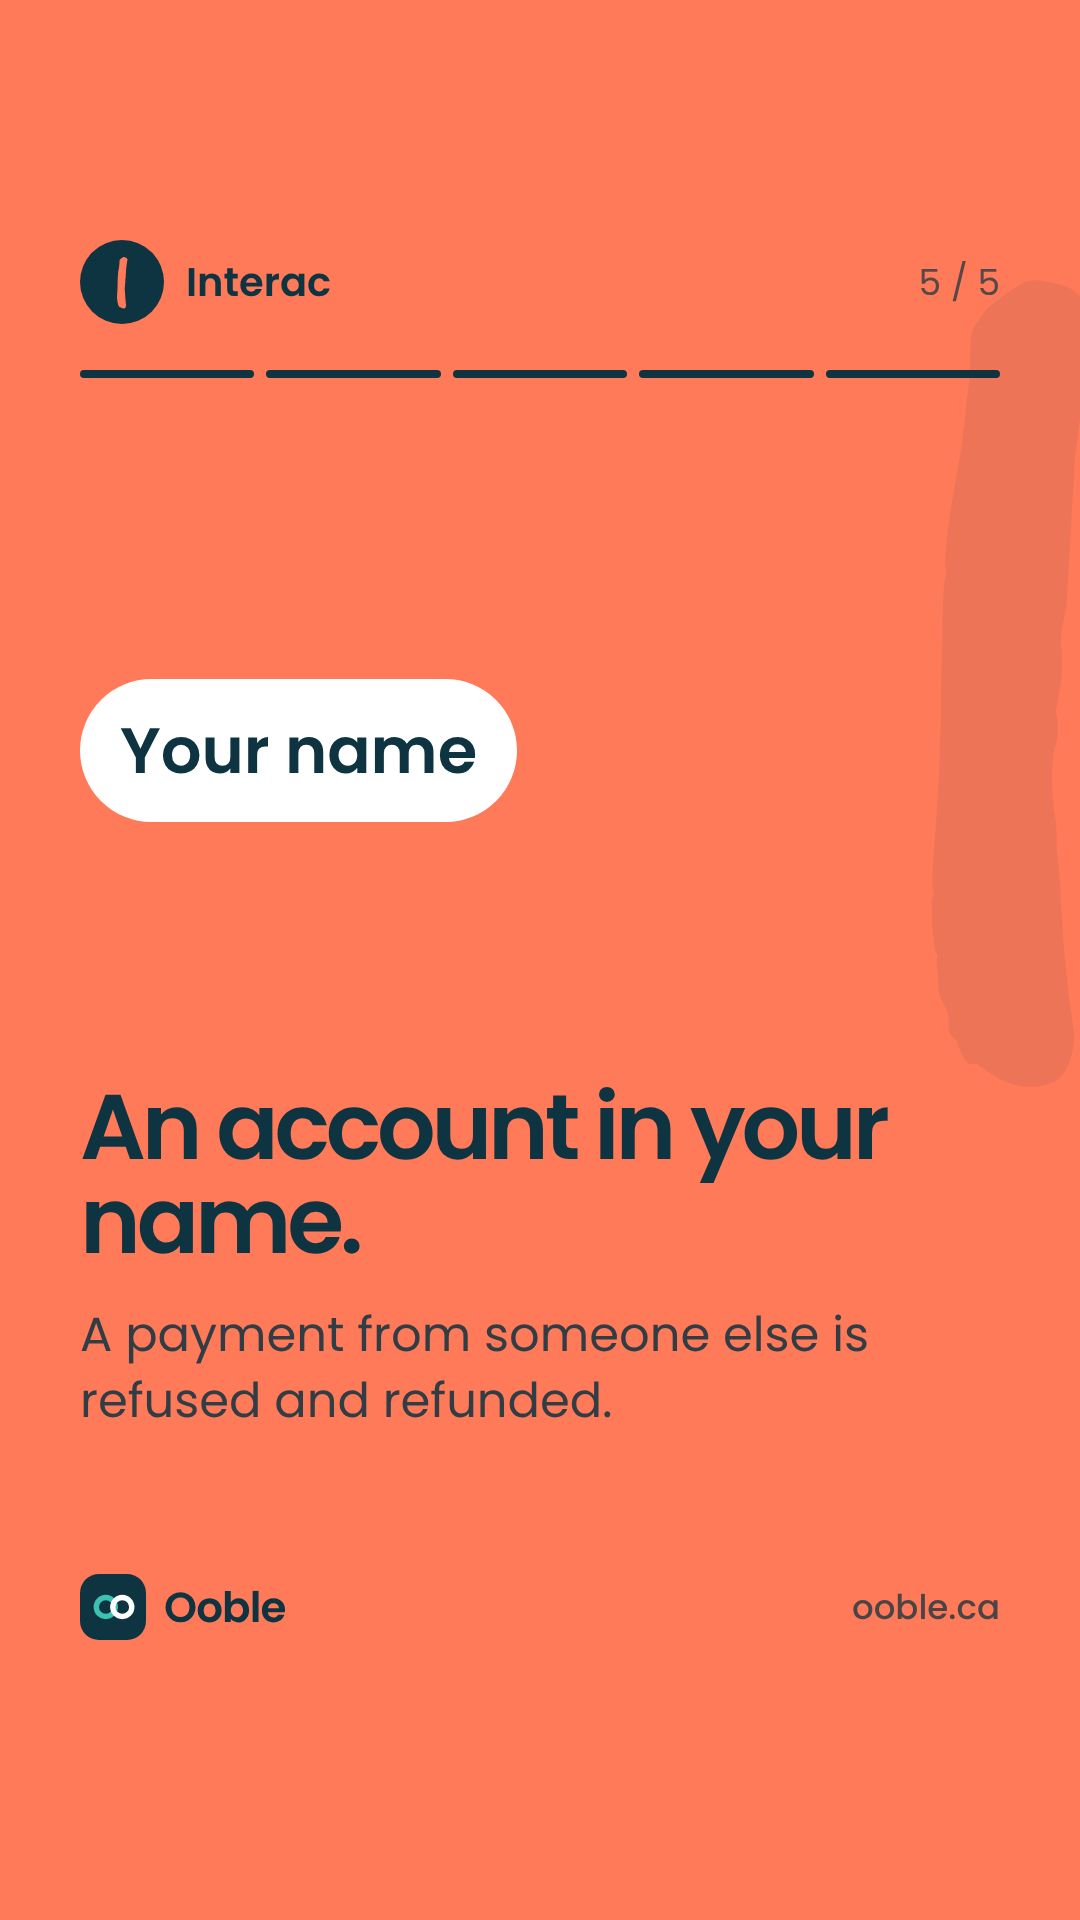 Interac
5 / 5
Your name
An account in your
name.
A payment from someone else is
refused and refunded.
Ooble
ooble.ca